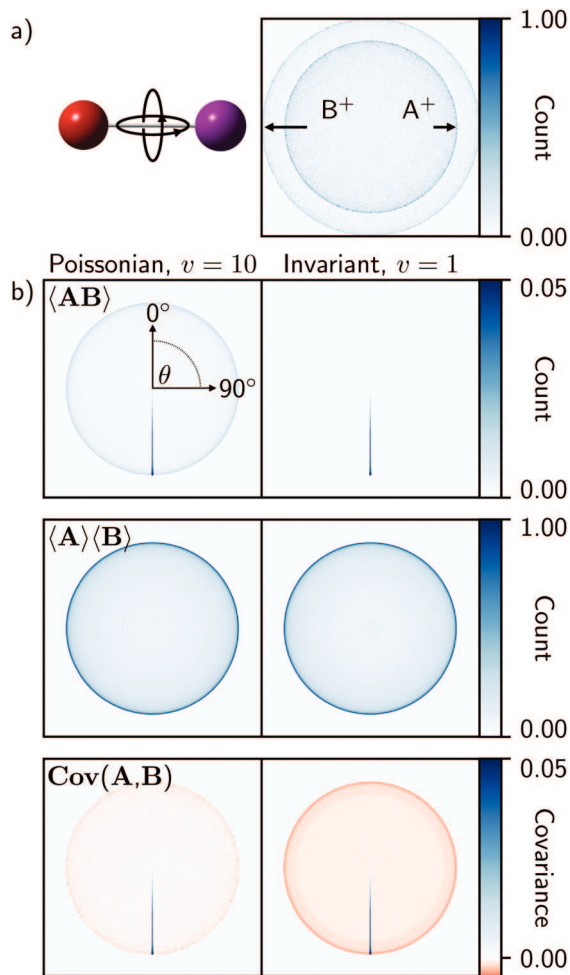 a)
1.00
B+ A+
Count
0.00
Poissonian, v = 10 Invariant, v = 1
b)
⟨AB⟩
0.05
0°
θ
90°
Count
0.00
⟨A⟩⟨B⟩
1.00
Count
0.00
Cov(A,B)
0.05
Covariance
0.00